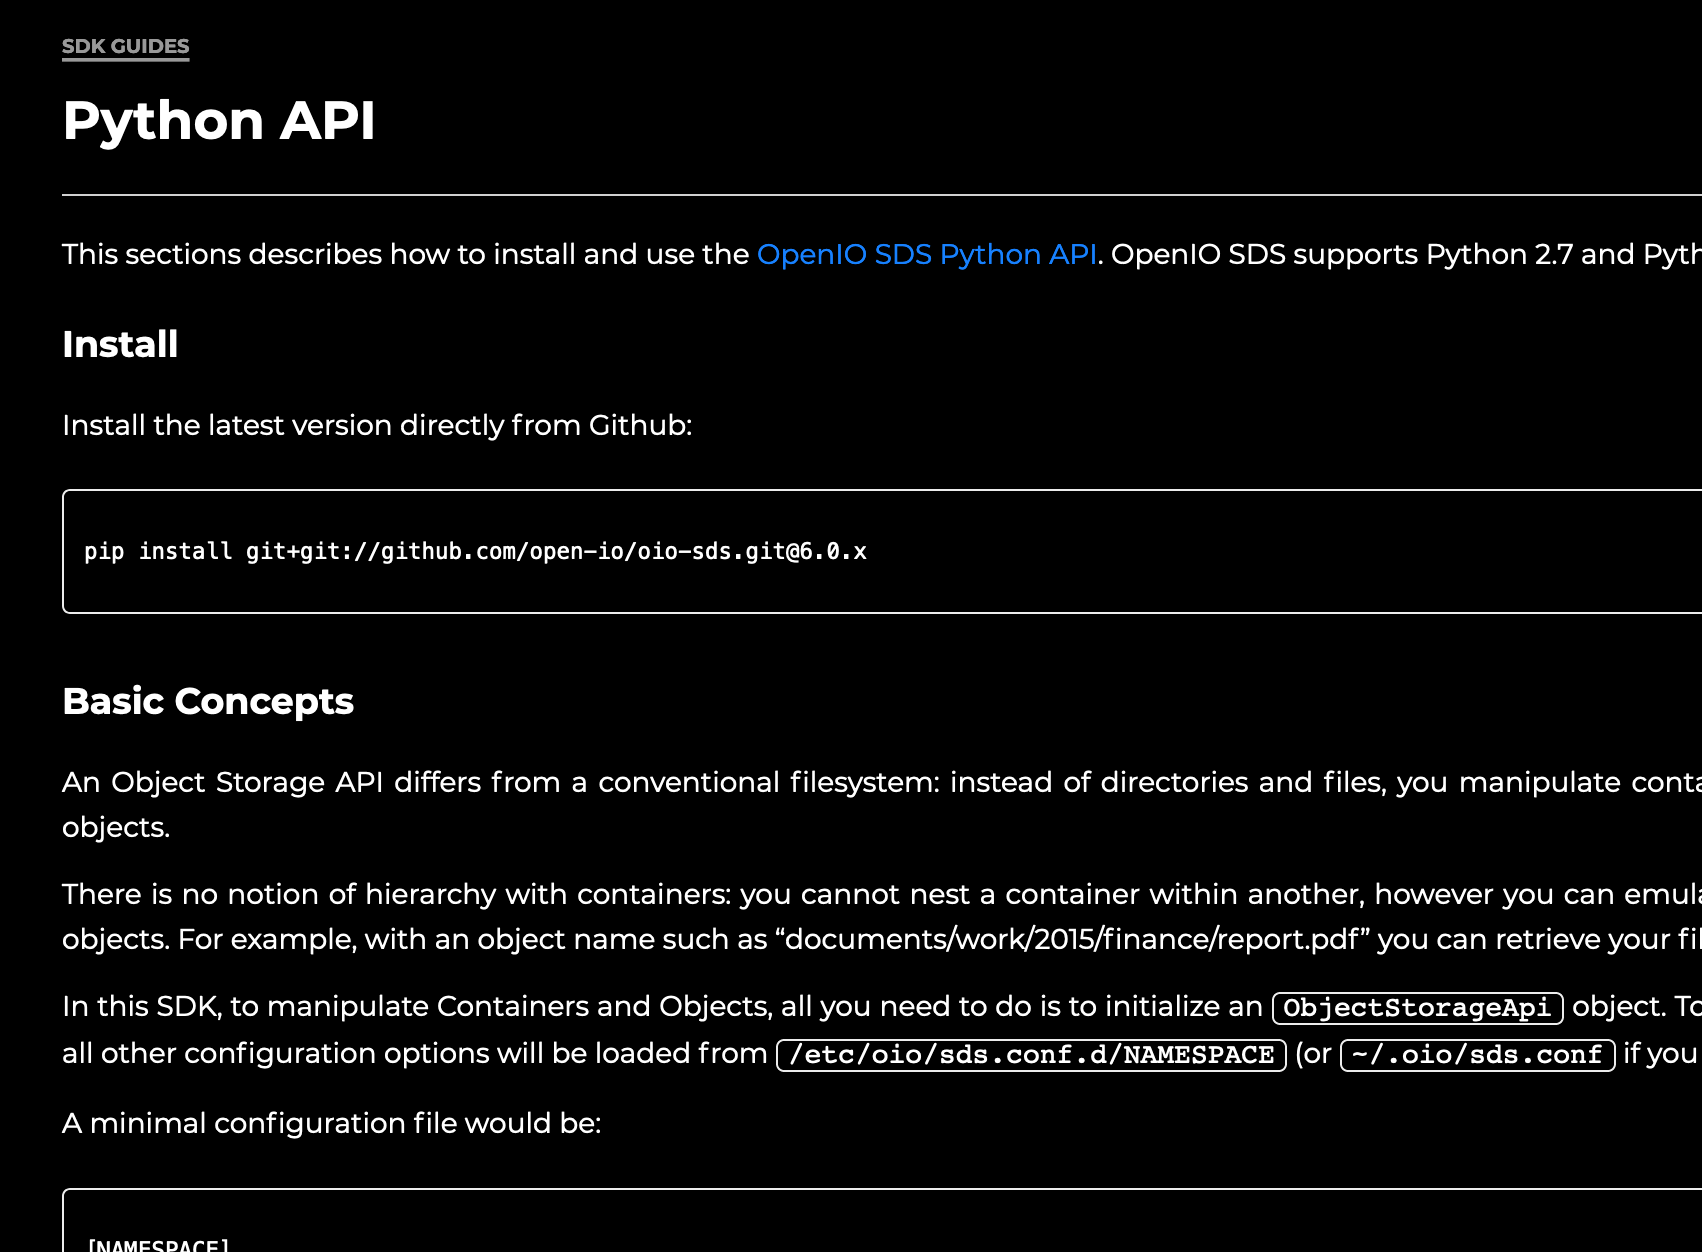 SDK GUIDES
Python API
This sections describes how to install and use the OpenIO SDS Python API. OpenIO SDS supports Python 2.7 and
Install
Install the latest version directly from Github:
pip install git+git://github.com/open-io/oio-sds.git@6.0.x
Basic Concepts
An Object Storage API differs from a conventional filesystem: instead of directories and files, you manipulate
objects.
There is no notion of hierarchy with containers: you cannot nest a container within another, however you can
objects. For example, with an object name such as “documents/work/2015/finance/report.pdf” you can retrieve your
In this SDK, to manipulate Containers and Objects, all you need to do is to initialize an ObjectStorageApi object. To
all other configuration options will be loaded from /etc/oio/sds.conf.d/NAMESPACE (or ~/.oio/sds.conf if you
A minimal configuration file would be:
[NAMESPACE]